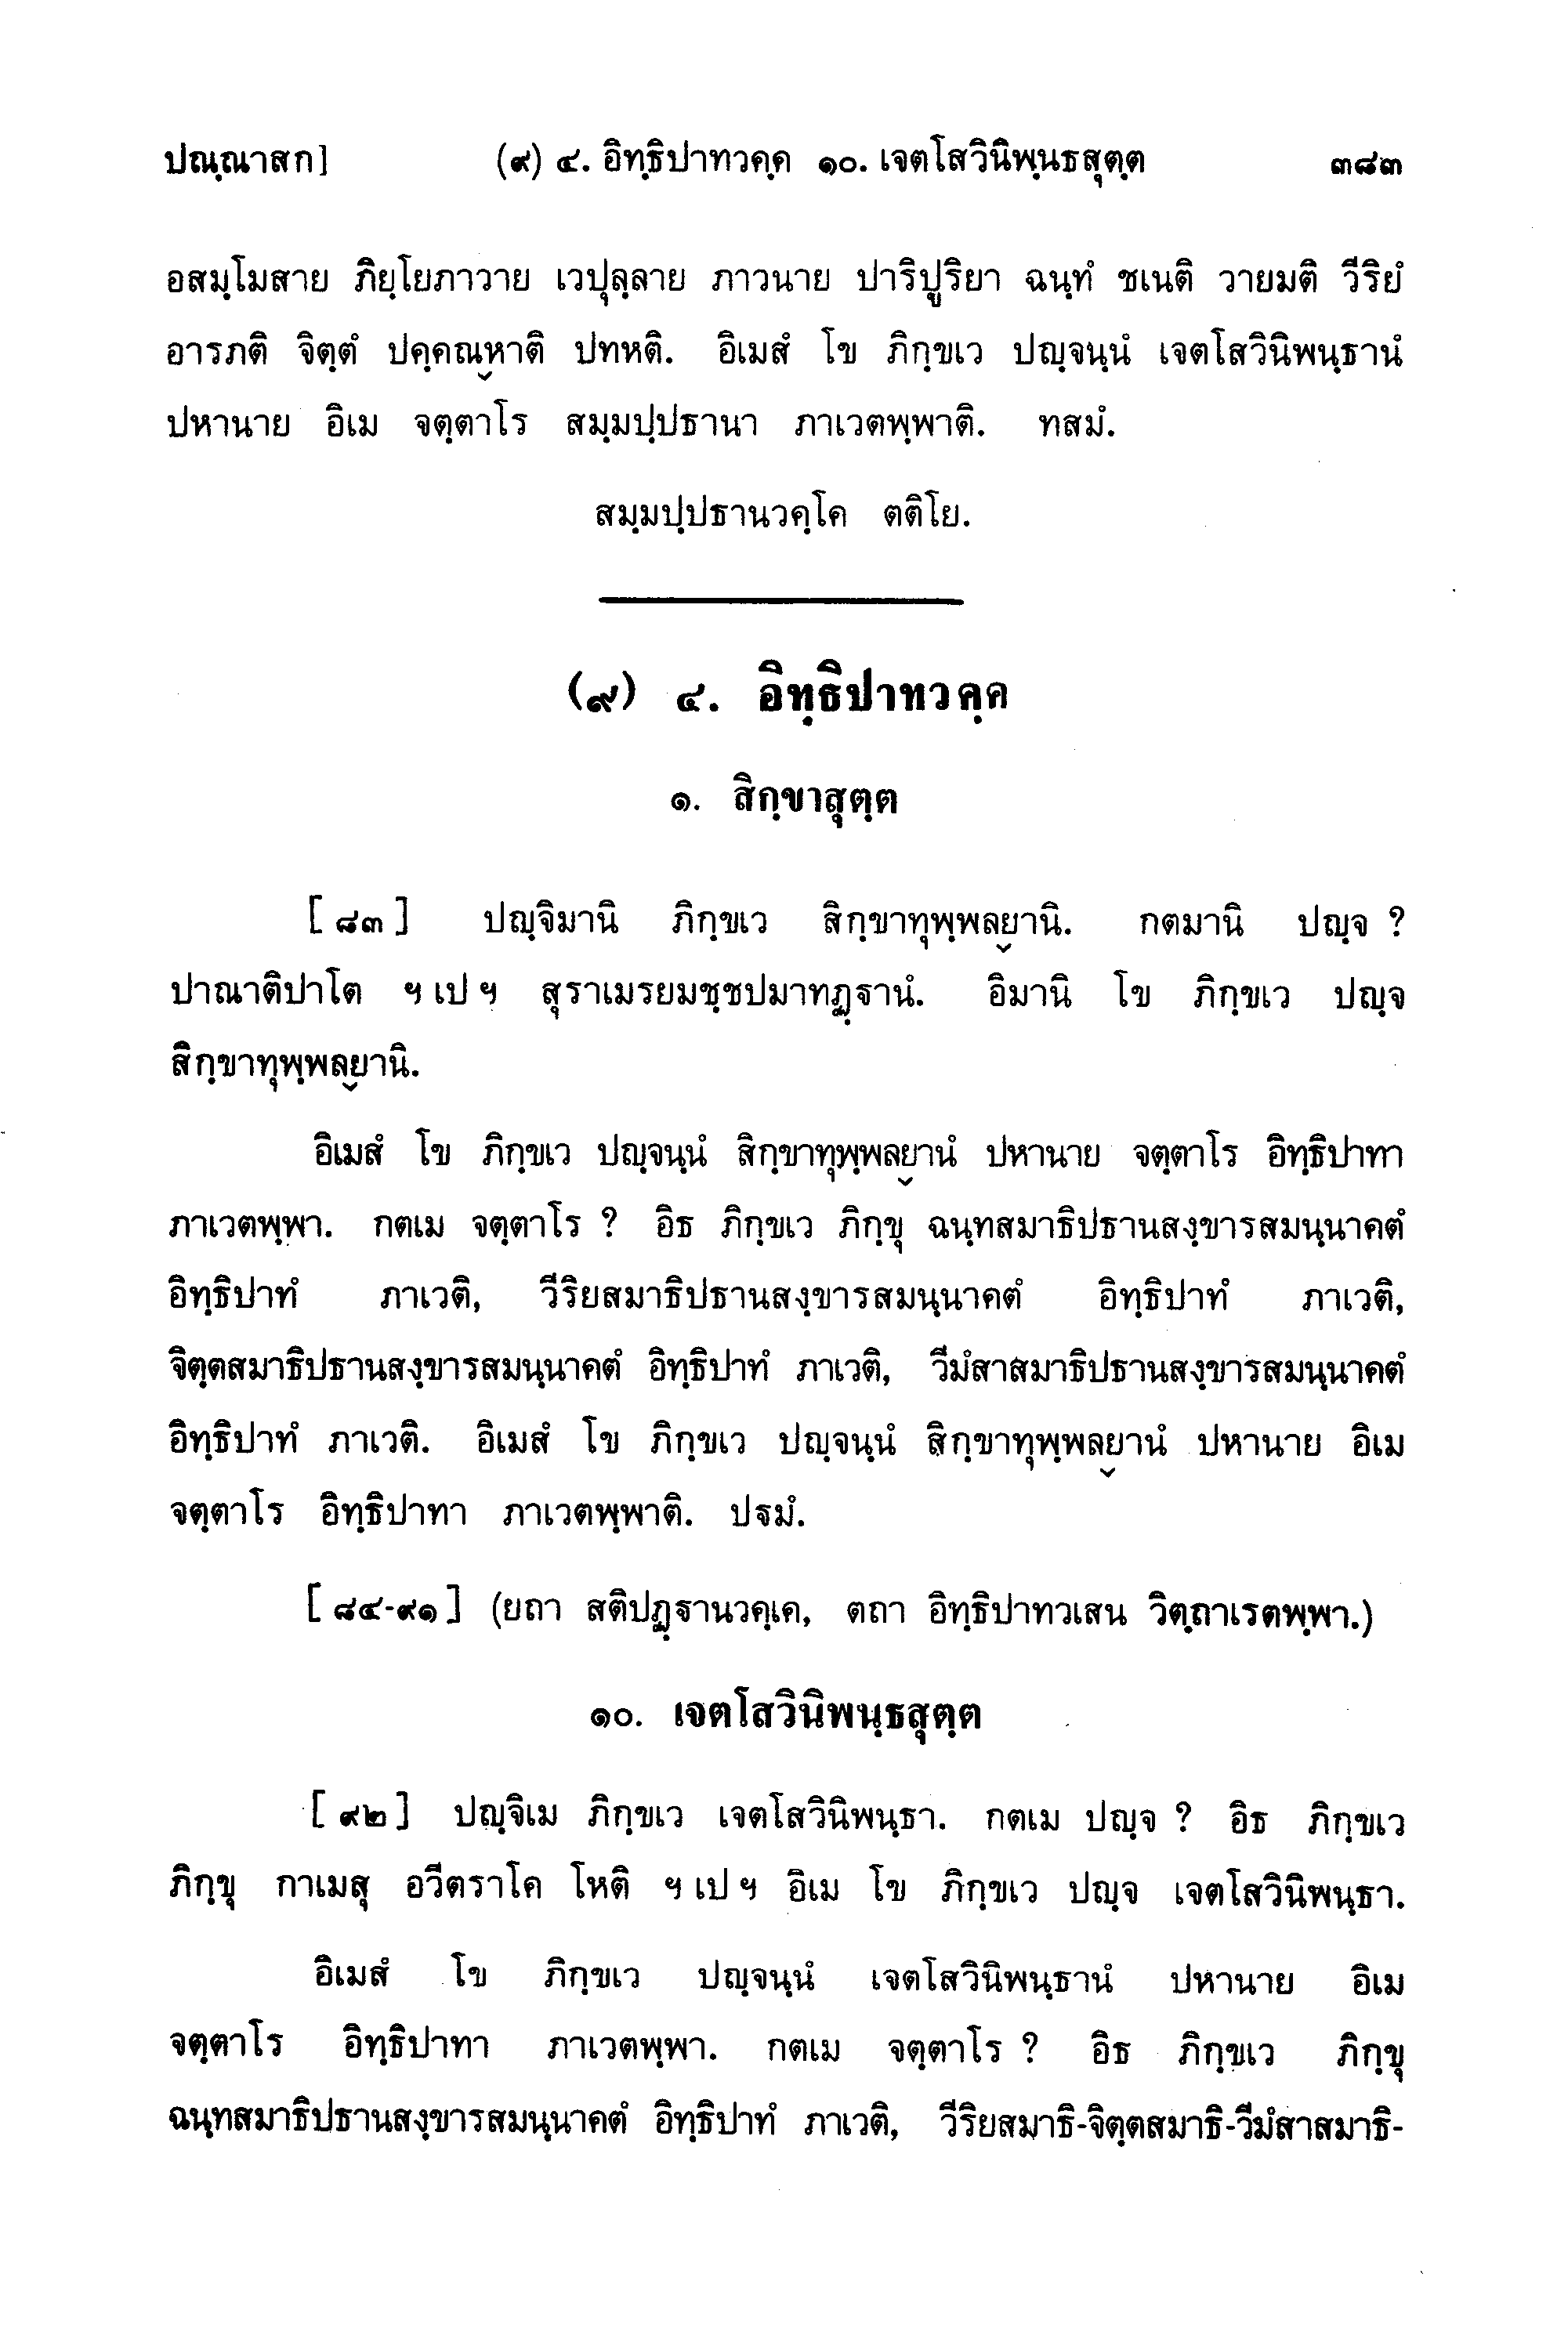 ปณฺณาสก] (๙) ๔. อิทฺธิปาทวคฺค ๑๐. เจตโสวินิพฺนธสุตฺต ๓๘๓
อสมฺโมสาย ภิยฺโยภาวาย เวปุลฺลาย ภาวนาย ปาริปูริยา ฉนฺทํ ชเนติ วายมติ วีริยํ
อารภติ จิตฺตํ ปคฺคณฺหาติ ปทหติ. อิเมสํ โข ภิกฺขเว ปญฺจนฺนํ เจตโสวินิพนฺธานํ
ปหานาย อิเม จตฺตาโร สมฺมปฺปธานา ภาเวตพฺพาติ. ทสมํ.
สมฺมปฺปธานวคฺโค ตติโย.
(๙) ๔. อิทฺธิปาทวคฺค
๑. สิกฺขาสุตฺต
[๘๓] ปญฺจิมานิ ภิกฺขเว สิกฺขาทุพฺพลฺยานิ. กตมานิ ปญฺจ ?
ปาณาติปาโต ฯ เป ฯ สุราเมรยมชฺชปมาทฏฺฐานํ. อิมานิ โข ภิกฺขเว ปญฺจ
สิกฺขาทุพฺพลฺยานิ.
อิเมสํ โข ภิกฺขเว ปญฺจนฺนํ สิกฺขาทุพฺพลฺยานํ ปหานาย จตฺตาโร อิทฺธิปาทา
ภาเวตพฺพา. กตเม จตฺตาโร ? อิธ ภิกฺขเว ภิกฺขุ ฉนฺทสมาธิปธานสงฺขารสมนฺนาคตํ
อิทฺธิปาทํ ภาเวติ, วีริยสมาธิปธานสงฺขารสมนฺนาคตํ อิทฺธิปาทํ ภาเวติ,
จิตฺตสมาธิปธานสงฺขารสมนฺนาคตํ อิทฺธิปาทํ ภาเวติ, วีมํสาสมาธิปธานสงฺขารสมนฺนาคตํ
อิทฺธิปาทํ ภาเวติ. อิเมสํ โข ภิกฺขเว ปญฺจนฺนํ สิกฺขาทุพฺพลฺยานํ ปหานาย อิเม
จตฺตาโร อิทฺธิปาทา ภาเวตพฺพาติ. ปฐมํ.
[๘๔-๙๑] (ยถา สติปฏฺฐานวคฺเค, ตถา อิทฺธิปาทวเสน วิตฺถาเรตพฺพา.)
๑๐. เจตโสวินิพนฺธสุตฺต
[๙๒] ปญฺจิเม ภิกฺขเว เจตโสวินิพนฺธา. กตเม ปญฺจ ? อิธ ภิกฺขเว
ภิกฺขุ กาเมสุ อวีตราโค โหติ ฯ เป ฯ อิเม โข ภิกฺขเว ปญฺจ เจตโสวินิพนฺธา.
อิเมสํ โข ภิกฺขเว ปญฺจนฺนํ เจตโสวินิพนฺธานํ ปหานาย อิเม
จตฺตาโร อิทฺธิปาทา ภาเวตพฺพา. กตเม จตฺตาโร ? อิธ ภิกฺขเว ภิกฺขุ
ฉนฺทสมาธิปธานสงฺขารสมนฺนาคตํ อิทฺธิปาทํ ภาเวติ, วีริยสมาธิ-จิตฺตสมาธิ-วีมํสาสมาธิ-